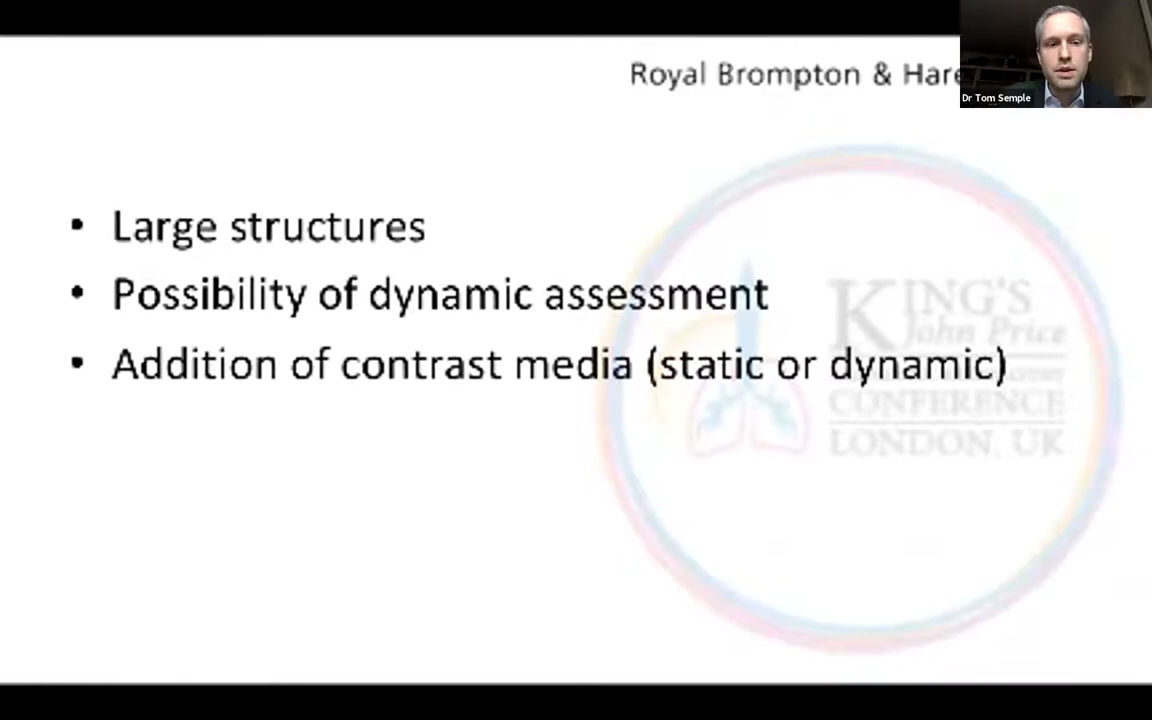 Royal Brompton & Hare
Dr Tom Semple
• Large structures
• Possibility of dynamic assessment
• Addition of contrast media (static or dynamic)
KING'S
John Price
CONFERENCE
LONDON, UK